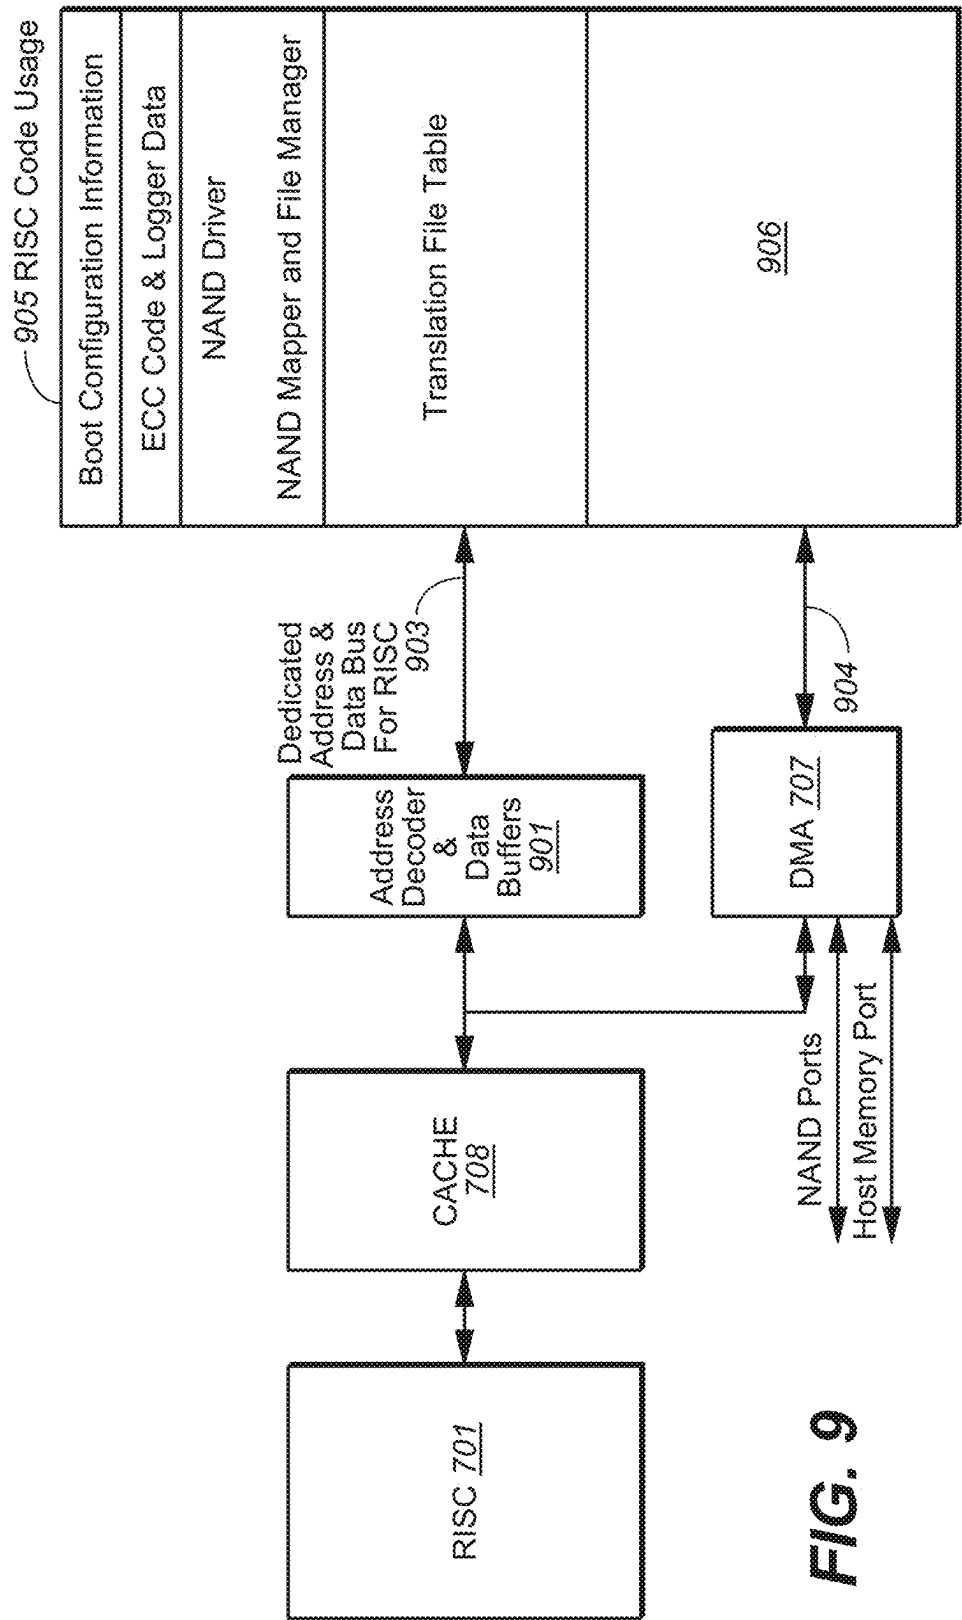 905 RISC Code Usage
Boot Configuration Information
ECC Code & Logger Data
NAND Driver
NAND Mapper and File Manager
Translation File Table
906
Dedicated
Address &
Data Bus
For RISC
903
904
Address
Decoder
&
Data
Buffers
901
DMA 707
CACHE
708
NAND Ports
Host Memory Port
RISC 701
FIG. 9